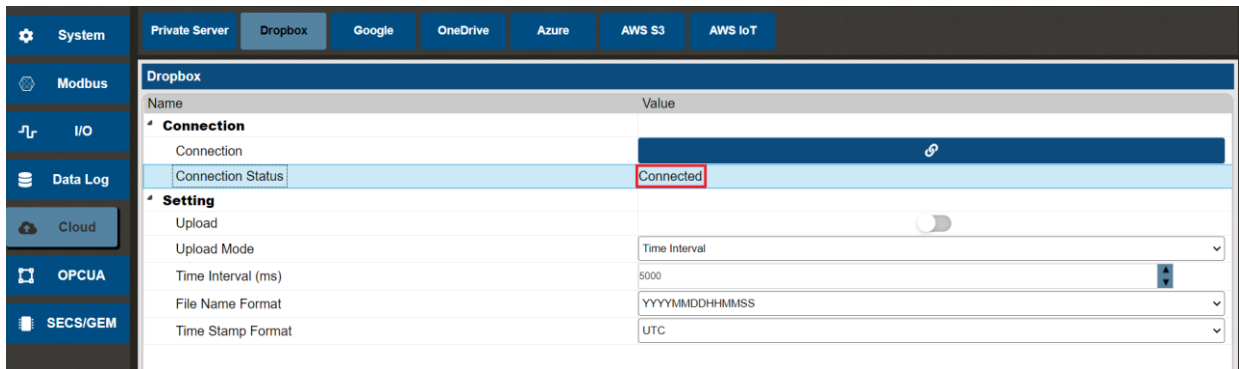 System
Modbus
I/O
Data Log
Cloud
OPCUA
SECS/GEM
Private Server Dropbox Google OneDrive Azure AWS S3 AWS IoT
Dropbox
Name Value
Connection
Connection
Connection Status Connected
Setting
Upload
Upload Mode Time Interval
Time Interval (ms) 5000
File Name Format YYYYMMDDHHMMSS
Time Stamp Format UTC